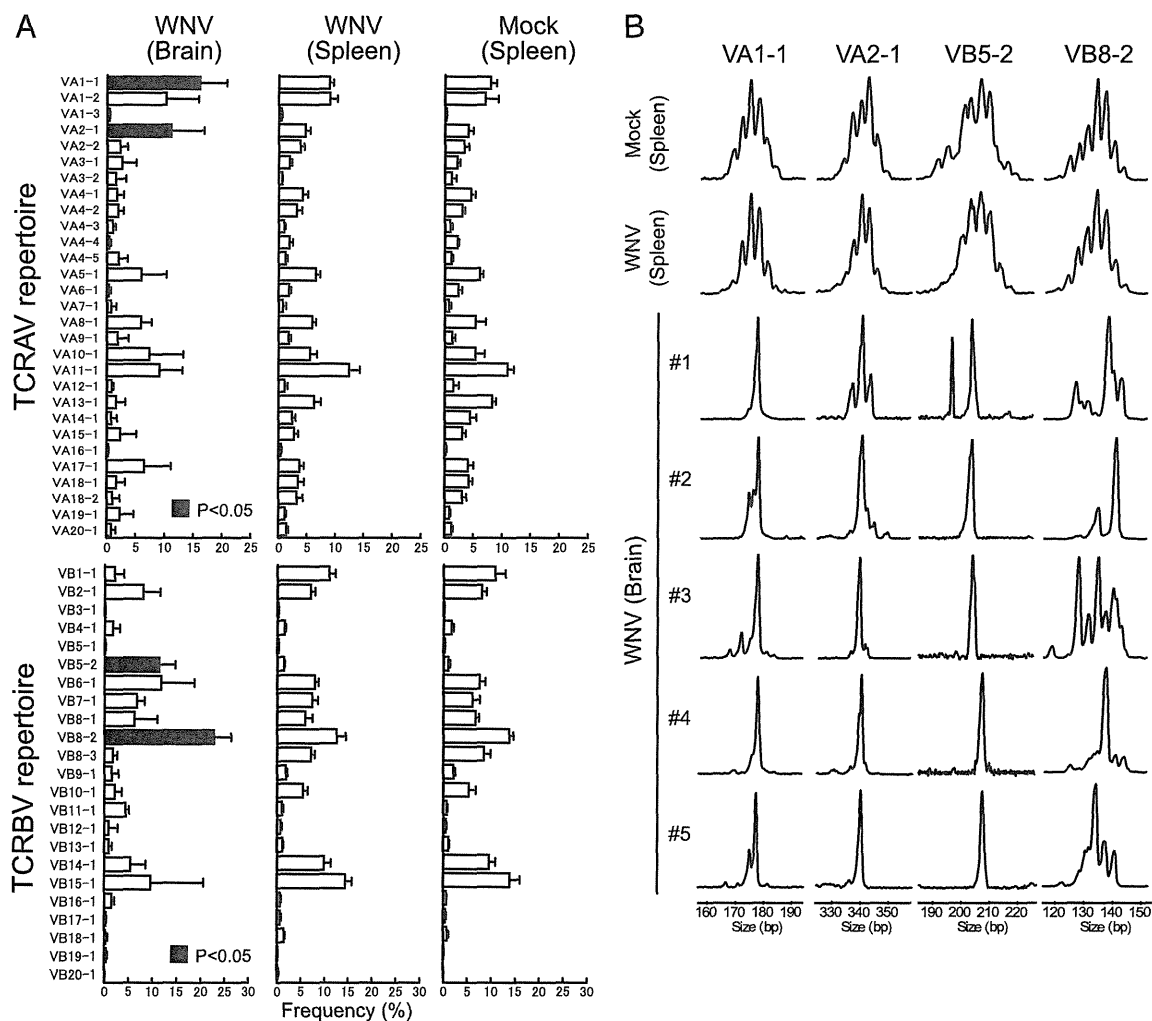 A
WNV (Brain)
WNV (Spleen)
Mock (Spleen)
TCRAV repertoire
VA1-1
VA1-2
VA1-3
VA2-1
VA2-2
VA3-1
VA3-2
VA4-1
VA4-2
VA4-3
VA4-4
VA4-5
VA5-1
VA6-1
VA7-1
VA8-1
VA9-1
VA10-1
VA11-1
VA12-1
VA13-1
VA14-1
VA15-1
VA16-1
VA17-1
VA18-1
VA18-2
VA19-1
VA20-1
P<0.05
0 5 10 15 20 25
0 5 10 15 20 25
0 5 10 15 20 25
TCRBV repertoire
VB1-1
VB2-1
VB3-1
VB4-1
VB5-1
VB5-2
VB6-1
VB7-1
VB8-1
VB8-2
VB8-3
VB9-1
VB10-1
VB11-1
VB12-1
VB13-1
VB14-1
VB15-1
VB16-1
VB17-1
VB18-1
VB19-1
VB20-1
P<0.05
0 5 10 15 20 25 30
0 5 10 15 20 25 30
0 5 10 15 20 25 30
Frequency (%)
B
VA1-1 VA2-1 VB5-2 VB8-2
Mock (Spleen)
WNV (Spleen)
WNV (Brain)
#1
#2
#3
#4
#5
160 170 180 190
330 340 350
190 200 210 220
120 130 140 150
Size (bp) Size (bp) Size (bp) Size (bp)